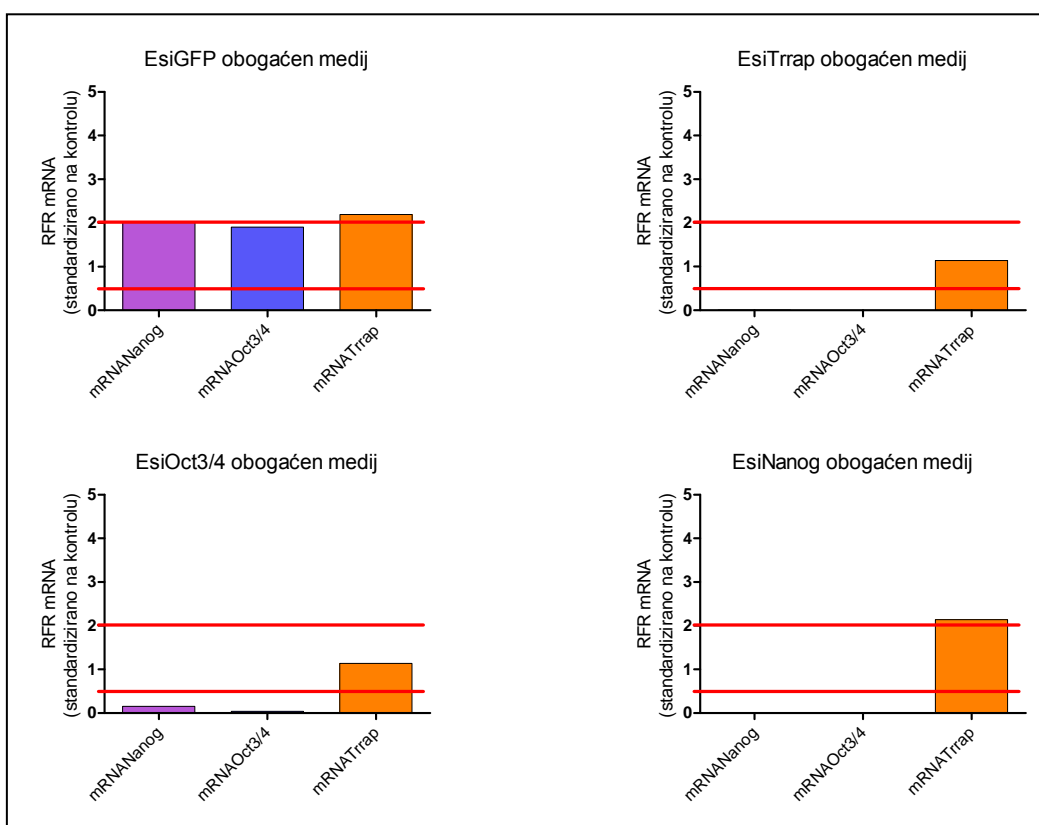 EsiGFP obogaćen medij
RFR mRNA
(standardizirano na kontrolu)
5
4
3
2
1
0
mRNANanog
mRNAOct3/4
mRNATrrap
EsiTrrap obogaćen medij
RFR mRNA
(standardizirano na kontrolu)
5
4
3
2
1
0
mRNANanog
mRNAOct3/4
mRNATrrap
EsiOct3/4 obogaćen medij
RFR mRNA
(standardizirano na kontrolu)
5
4
3
2
1
0
mRNANanog
mRNAOct3/4
mRNATrrap
EsiNanog obogaćen medij
RFR mRNA
(standardizirano na kontrolu)
5
4
3
2
1
0
mRNANanog
mRNAOct3/4
mRNATrrap